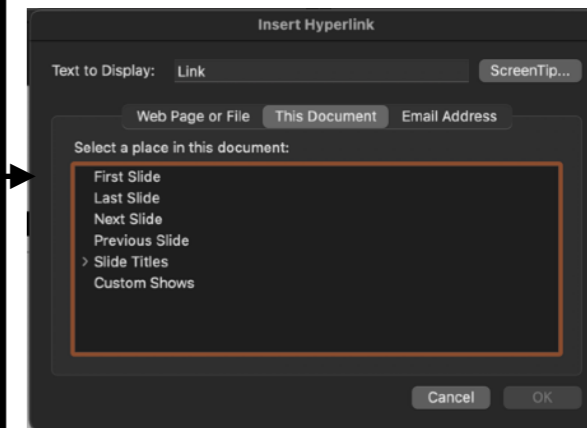 Insert Hyperlink
Text to Display: Link ScreenTip...
Web Page or File This Document Email Address
Select a place in this document:
First Slide
Last Slide
Next Slide
Previous Slide
> Slide Titles
Custom Shows
Cancel OK